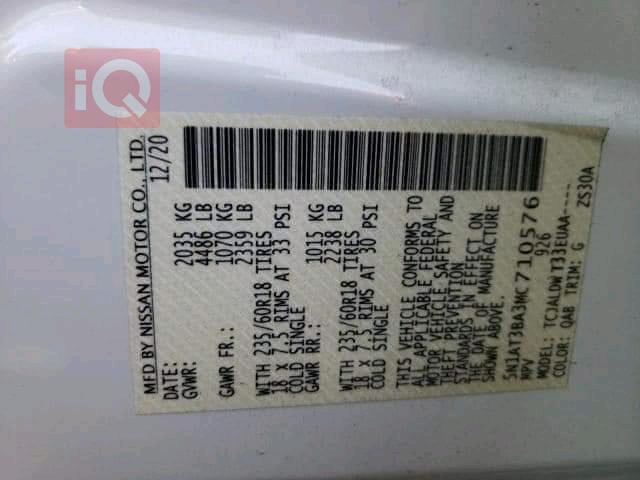 iQ
MFD BY NISSAN MOTOR CO., LTD.
DATE: 12/20
GVWR: 2035 KG
4486 LB
GAWR FR.: 1070 KG
2359 LB
WITH 235/60R18 TIRES
18 X 7.5 RIMS AT 33 PSI
COLD SINGLE
GAWR RR.: 1015 KG
2238 LB
WITH 235/60R18 TIRES
18 X 7.5 RIMS AT 30 PSI
COLD SINGLE
THIS VEHICLE CONFORMS TO
ALL APPLICABLE FEDERAL
MOTOR VEHICLE SAFETY AND
THEFT PREVENTION
STANDARDS IN EFFECT ON
THE DATE OF MANUFACTURE
SHOWN ABOVE.
5N1AT3BA3MC710576
MPV 926
MODEL: TCJALDWT33EUAA----
COLOR: QAB TRIM: G ZS30A